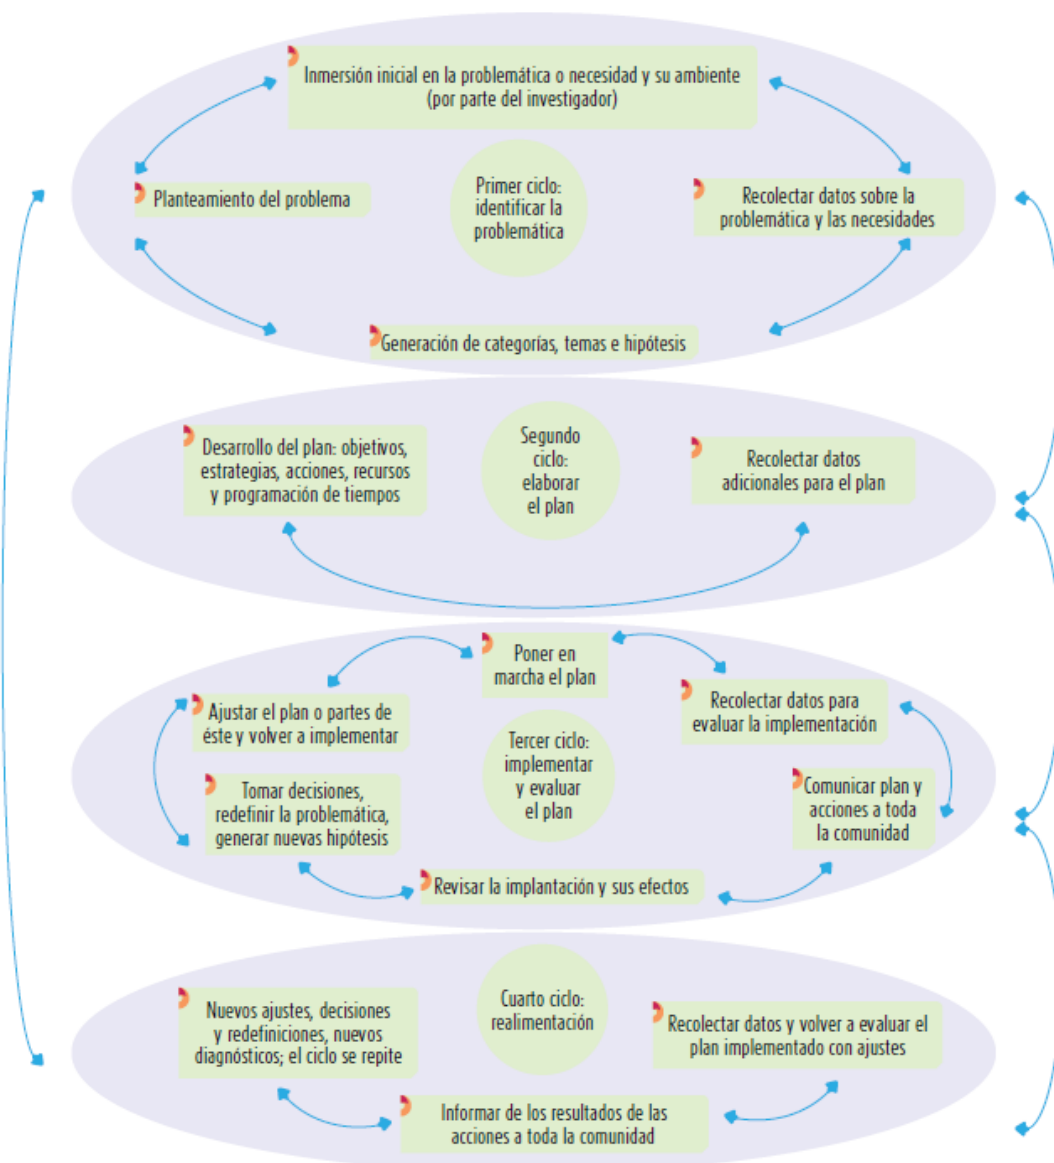 Inmersión inicial en la problemática o necesidad y su ambiente
(por parte del investigador)
Planteamiento del problema
Primer ciclo:
identificar la
problemática
Recolectar datos sobre la
problemática y las necesidades
Generación de categorías, temas e hipótesis
Desarrollo del plan: objetivos,
estrategias, acciones, recursos
y programación de tiempos
Segundo
ciclo:
elaborar
el plan
Recolectar datos
adicionales para el plan
Poner en
marcha el plan
Ajustar el plan o partes de
éste y volver a implementar
Recolectar datos para
evaluar la implementación
Tercer ciclo:
implementar
y evaluar
el plan
Tomar decisiones,
redefinir la problemática,
generar nuevas hipótesis
Comunicar plan y
acciones a toda
la comunidad
Revisar la implantación y sus efectos
Cuarto ciclo:
realimentación
Nuevos ajustes, decisiones
y redefiniciones, nuevos
diagnósticos; el ciclo se repite
Recolectar datos y volver a evaluar el
plan implementado con ajustes
Informar de los resultados de las
acciones a toda la comunidad